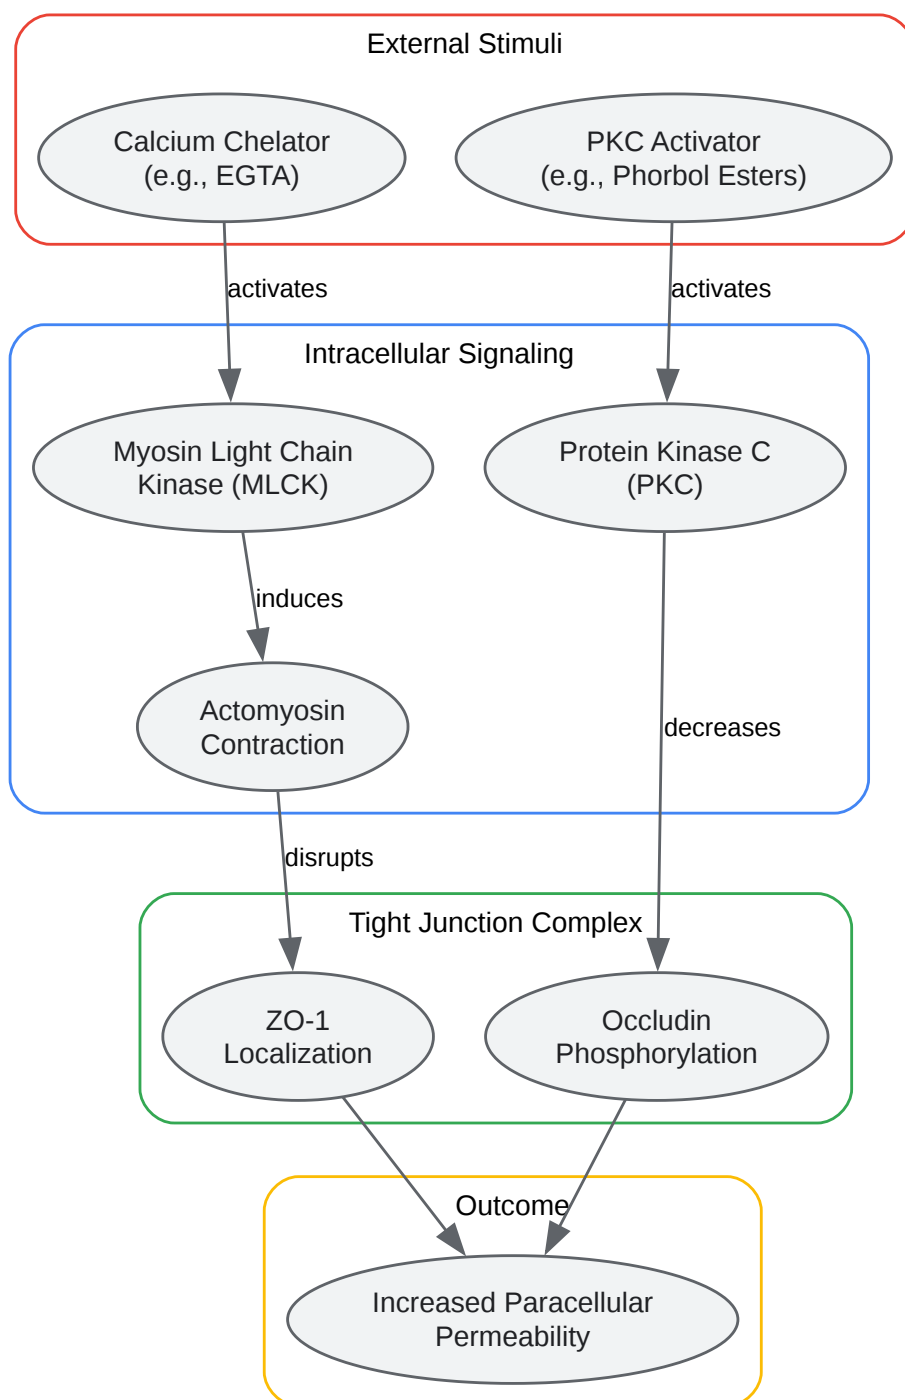 External Stimuli
Calcium Chelator
(e.g., EGTA)
PKC Activator
(e.g., Phorbol Esters)
activates
activates
Intracellular Signaling
Myosin Light Chain
Kinase (MLCK)
Protein Kinase C
(PKC)
induces
Actomyosin
Contraction
decreases
disrupts
Tight Junction Complex
ZO-1
Localization
Occludin
Phosphorylation
Outcome
Increased Paracellular
Permeability